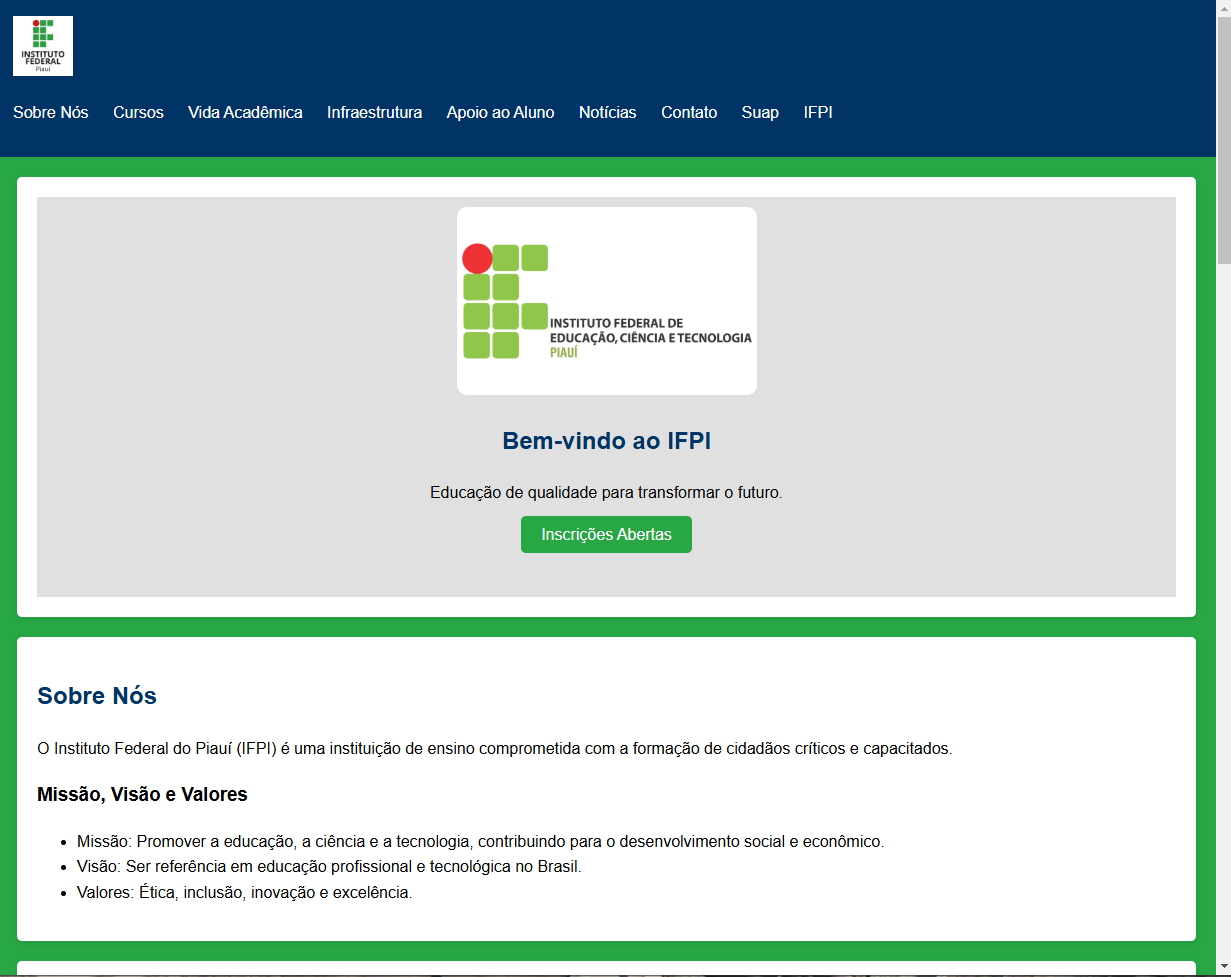 INSTITUTO
FEDERAL
Piauí
Sobre Nós Cursos Vida Acadêmica Infraestrutura Apoio ao Aluno Notícias Contato Suap IFPI
INSTITUTO FEDERAL DE
EDUCAÇÃO, CIÊNCIA E TECNOLOGIA
PIAUÍ
Bem-vindo ao IFPI
Educação de qualidade para transformar o futuro.
Inscrições Abertas
Sobre Nós
O Instituto Federal do Piauí (IFPI) é uma instituição de ensino comprometida com a formação de cidadãos críticos e capacitados.
Missão, Visão e Valores
• Missão: Promover a educação, a ciência e a tecnologia, contribuindo para o desenvolvimento social e econômico.
• Visão: Ser referência em educação profissional e tecnológica no Brasil.
• Valores: Ética, inclusão, inovação e excelência.